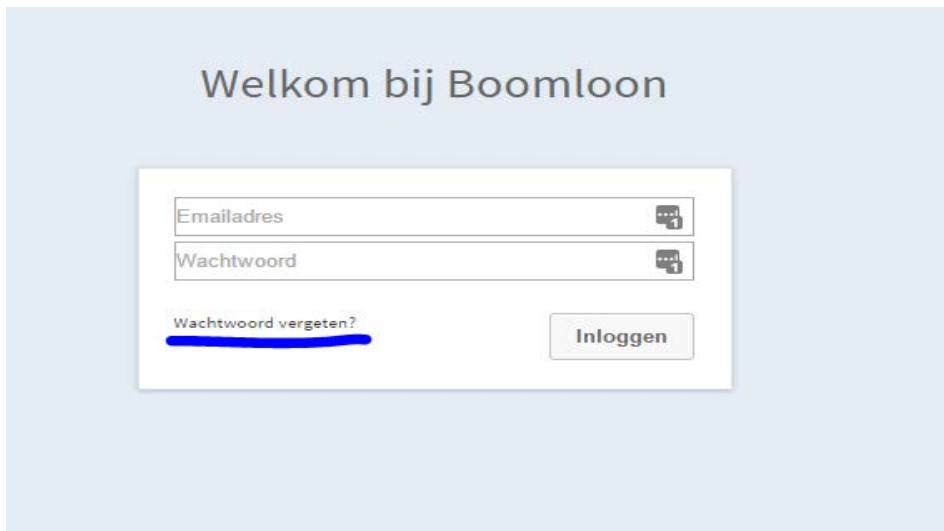 Welkom bij Boomloon
Emailadres
Wachtwoord
Wachtwoord vergeten?
Inloggen